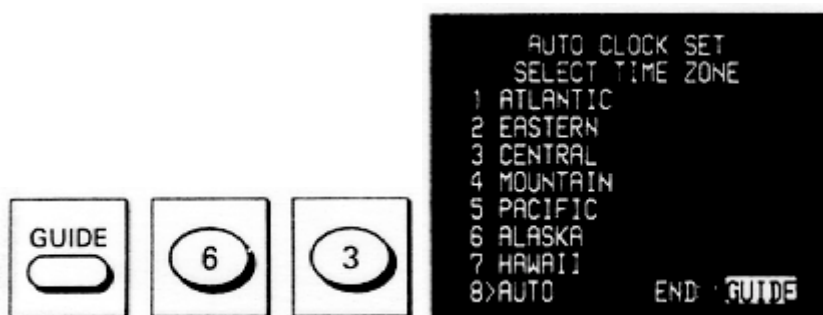 GUIDE
6
3
AUTO CLOCK SET
SELECT TIME ZONE
1 ATLANTIC
2 EASTERN
3 CENTRAL
4 MOUNTAIN
5 PACIFIC
6 ALASKA
7 HAWAII
8>AUTO END : GUIDE